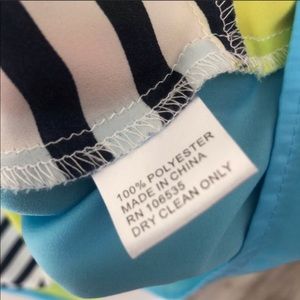 100% POLYESTER
MADE IN CHINA
RN 106535
DRY CLEAN ONLY